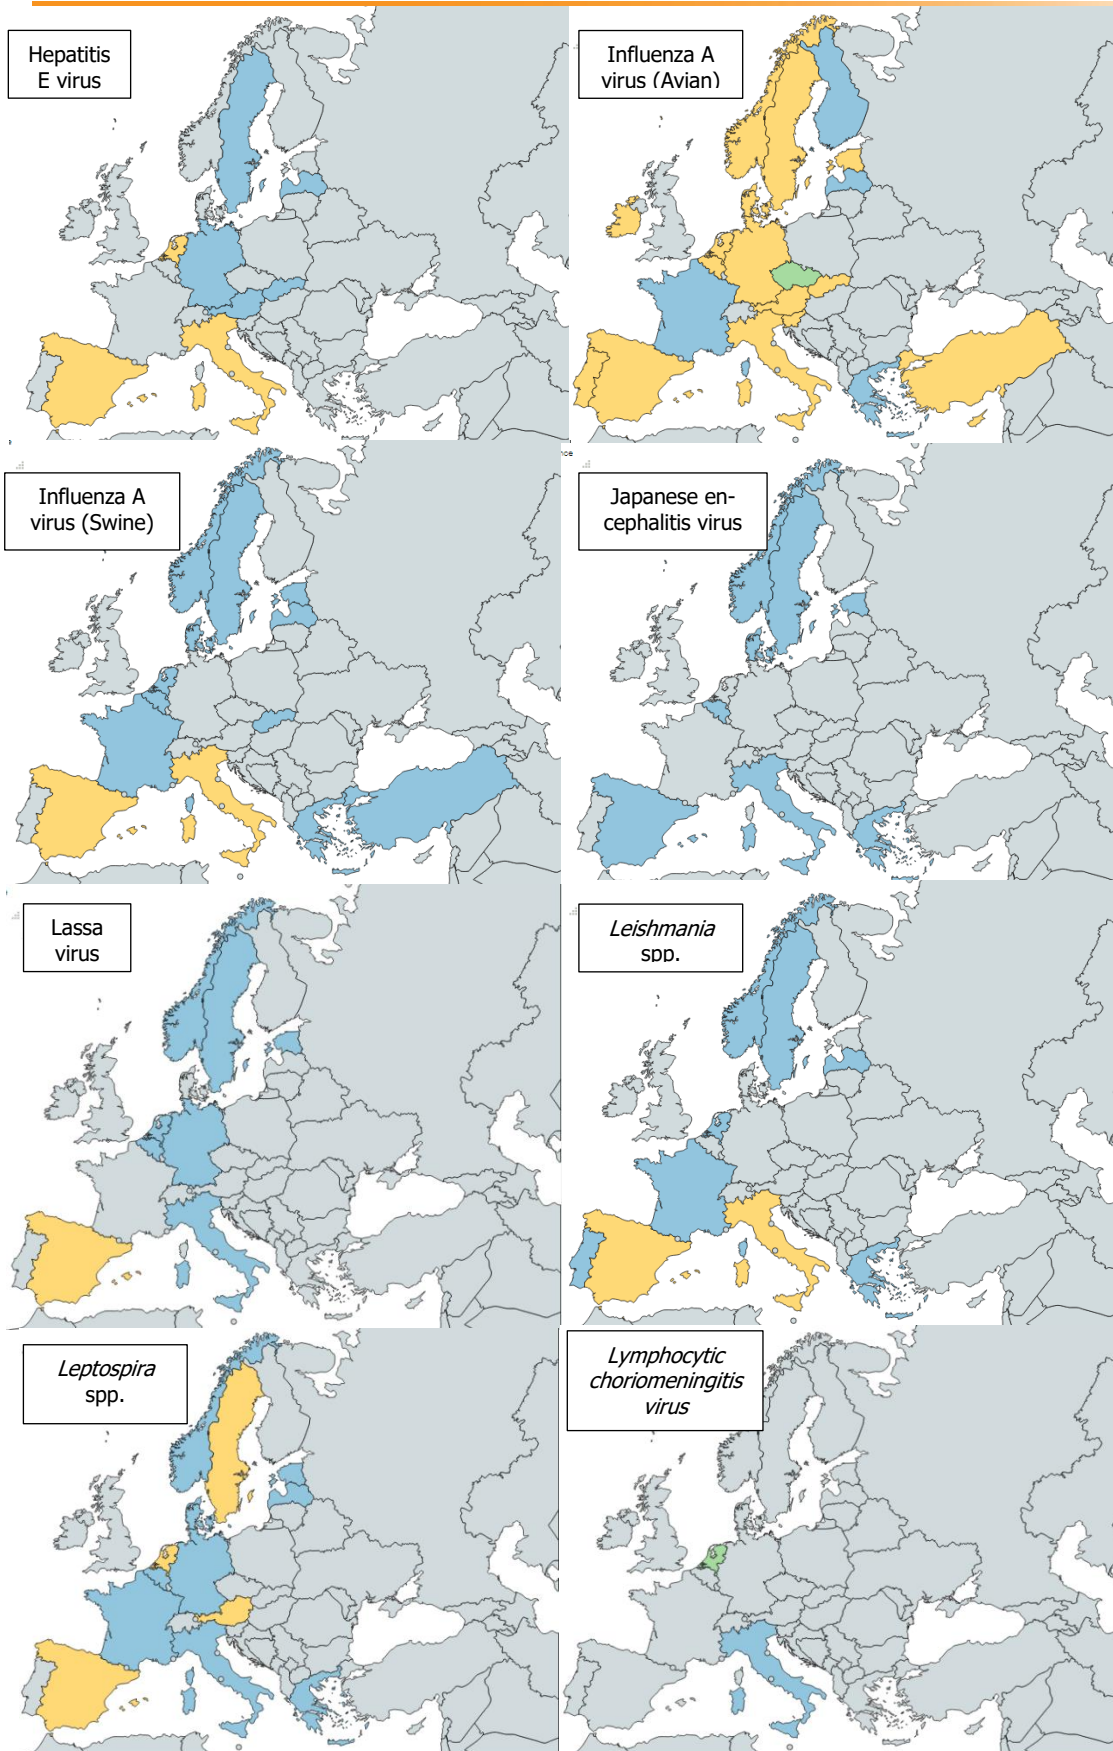 Hepatitis
E virus
Influenza A
virus (Avian)
nce
Influenza A
virus (Swine)
Japanese en-
cephalitis virus
Lassa
virus
Leishmania
spp.
Leptospira
spp.
Lymphocytic
choriomeningitis
virus